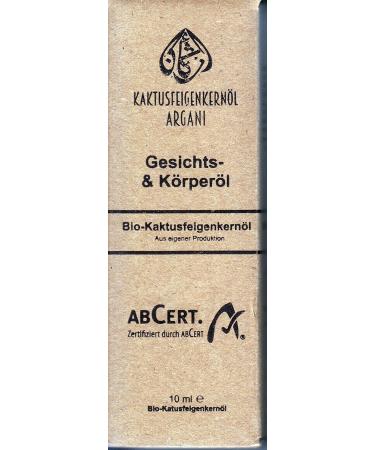 KAKTUSFEIGENKERNÖL
ARGANI
Gesichts-
& Körperöl
Bio-Kaktusfeigenkernöl
Aus eigener Produktion
ABCERT.
Zertifiziert durch ABCERT
®
10 ml ℮
Bio-Katusfeigenkernöl